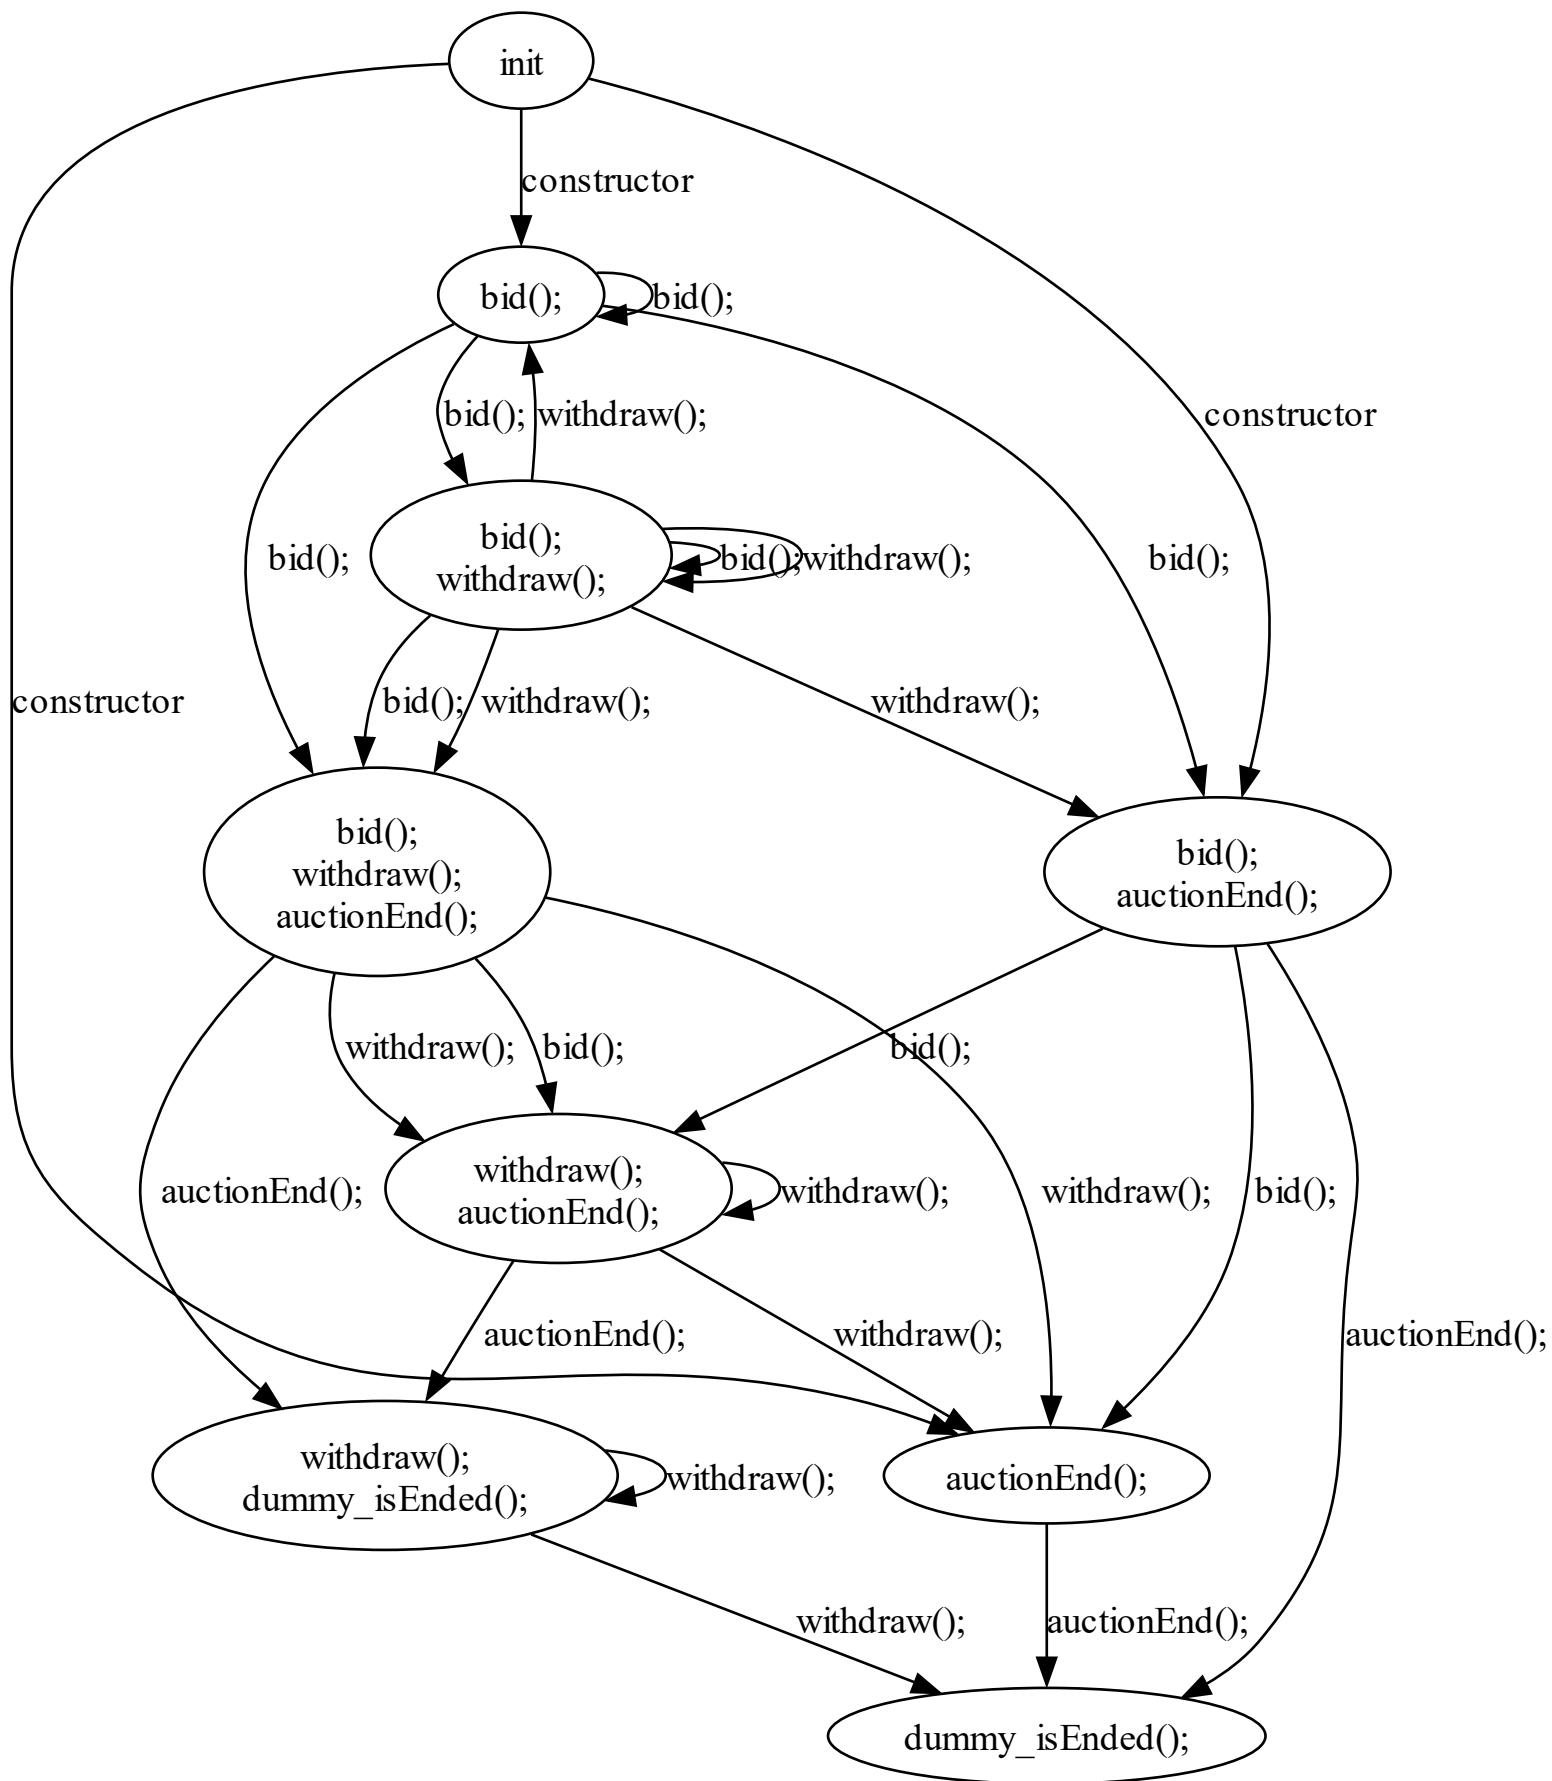 init
constructor
bid();
bid();
bid();
withdraw();
constructor
bid();
withdraw();
bid();
withdraw();
bid();
bid();
constructor
bid();
withdraw();
withdraw();
bid();
withdraw();
auctionEnd();
bid();
auctionEnd();
withdraw();
bid();
bid();
withdraw();
auctionEnd();
auctionEnd();
withdraw();
withdraw();
bid();
auctionEnd();
withdraw();
auctionEnd();
withdraw();
dummy_isEnded();
withdraw();
auctionEnd();
withdraw();
auctionEnd();
dummy_isEnded();